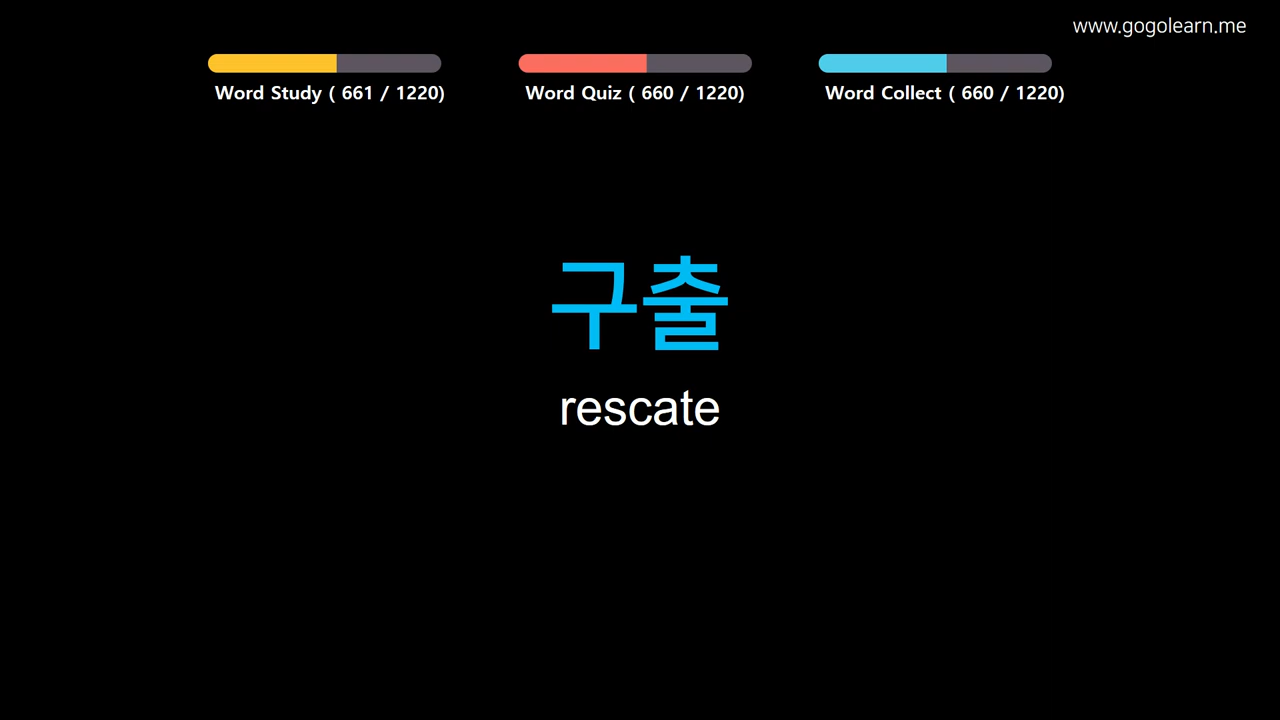 www.gogolearn.me
Word Study ( 661 / 1220)
Word Quiz ( 660 / 1220)
Word Collect ( 660 / 1220)
구출
rescate